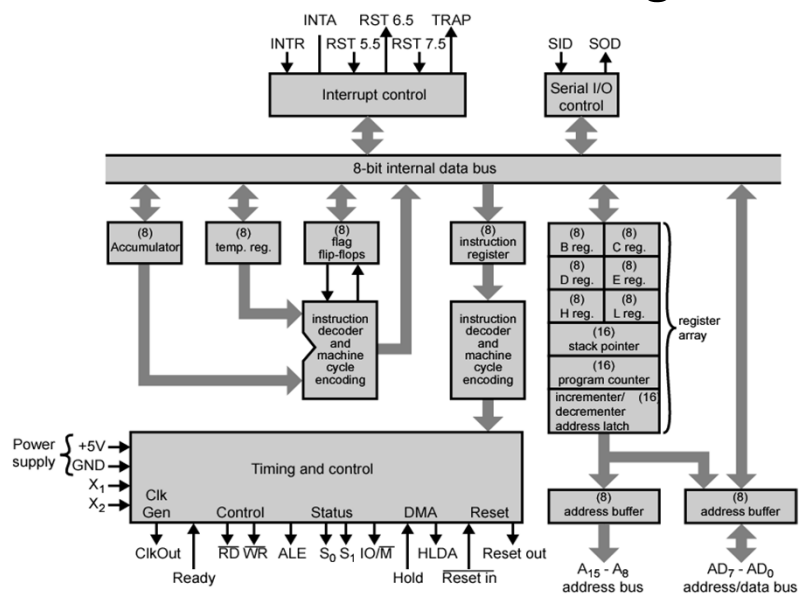 INTA RST 6.5 TRAP
INTR RST 5.5 RST 7.5
SID SOD
Interrupt control
Serial I/O
control
8-bit internal data bus
(8)
Accumulator
(8)
temp. reg.
(8)
flag
flip-flops
(8)
instruction
register
(8)
B reg.
(8)
C reg.
(8)
D reg.
(8)
E reg.
(8)
H reg.
(8)
L reg.
(16)
stack pointer
(16)
program counter
incrementer/ (16)
decrementer
address latch
register
array
instruction
decoder
and
machine
cycle
encoding
instruction
decoder
and
machine
cycle
encoding
Power
supply
+5V
GND
X1
X2
Timing and control
Clk
Gen Control Status DMA Reset
ClkOut
Ready
R̅D̅ W̅R̅ ALE S0 S1 IO/M̅ HLDA Reset out
Hold
R̅e̅s̅e̅t̅ ̅i̅n̅
(8)
address buffer
(8)
address buffer
A15 - A8
address bus
AD7 - AD0
address/data bus